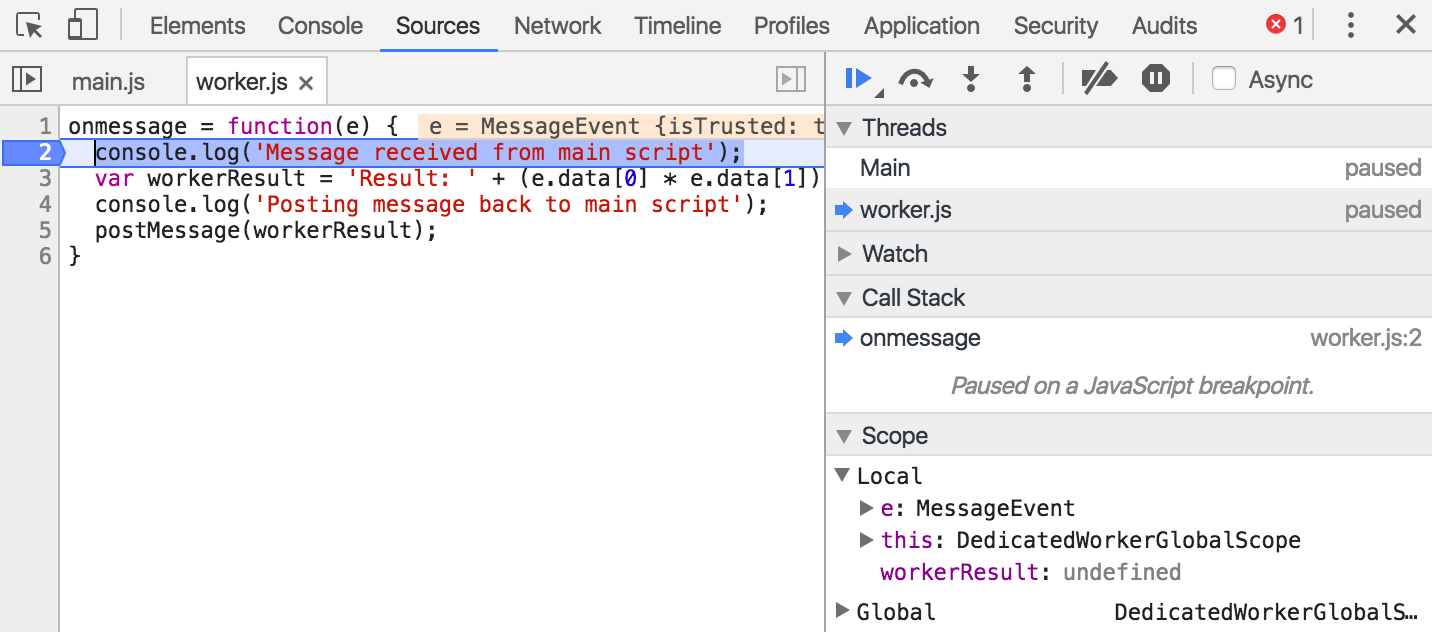 Elements Console Sources Network Timeline Profiles Application Security Audits 1
main.js worker.js
Async
1 onmessage = function(e) { e = MessageEvent {isTrusted: t
2 console.log('Message received from main script');
3 var workerResult = 'Result: ' + (e.data[0] * e.data[1])
4 console.log('Posting message back to main script');
5 postMessage(workerResult);
6 }
Threads
Main paused
worker.js paused
Watch
Call Stack
onmessage worker.js:2
Paused on a JavaScript breakpoint.
Scope
Local
e: MessageEvent
this: DedicatedWorkerGlobalScope
workerResult: undefined
Global DedicatedWorkerGlobalS…